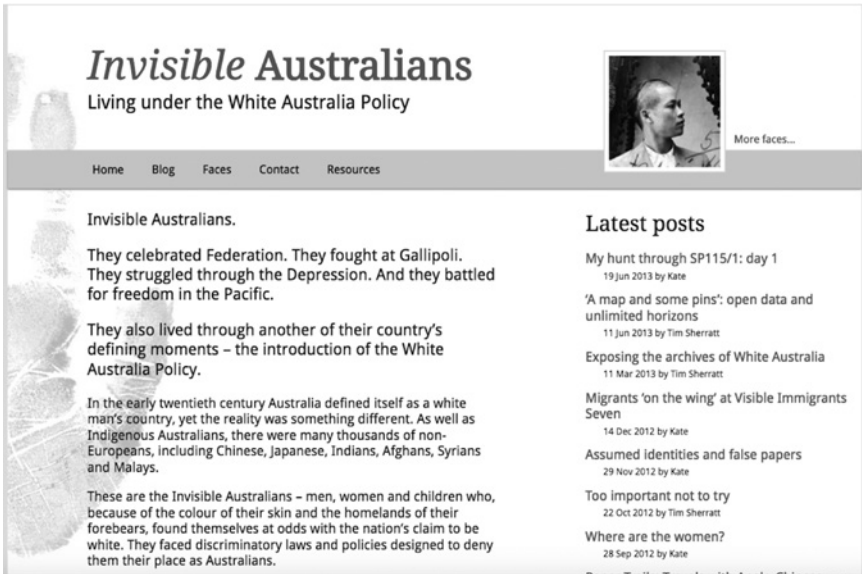 Invisible Australians
Living under the White Australia Policy
More faces...
Home Blog Faces Contact Resources
Invisible Australians.
They celebrated Federation. They fought at Gallipoli.
They struggled through the Depression. And they battled
for freedom in the Pacific.
They also lived through another of their country's
defining moments – the introduction of the White
Australia Policy.
In the early twentieth century Australia defined itself as a white
man's country, yet the reality was something different. As well as
Indigenous Australians, there were many thousands of non-
Europeans, including Chinese, Japanese, Indians, Afghans, Syrians
and Malays.
These are the Invisible Australians – men, women and children who,
because of the colour of their skin and the homelands of their
forebears, found themselves at odds with the nation's claim to be
white. They faced discriminatory laws and policies designed to deny
them their place as Australians.
Latest posts
My hunt through SP115/1: day 1
19 Jun 2013 by Kate
'A map and some pins': open data and
unlimited horizons
11 Jun 2013 by Tim Sherratt
Exposing the archives of White Australia
11 Mar 2013 by Tim Sherratt
Migrants 'on the wing' at Visible Immigrants
Seven
14 Dec 2012 by Kate
Assumed identities and false papers
29 Nov 2012 by Kate
Too important not to try
22 Oct 2012 by Tim Sherratt
Where are the women?
28 Sep 2012 by Kate